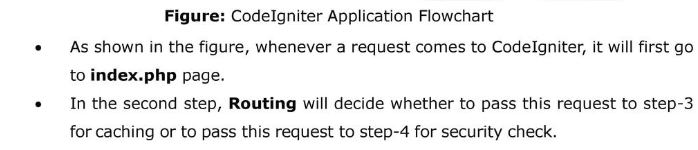 Figure: CodeIgniter Application Flowchart
• As shown in the figure, whenever a request comes to CodeIgniter, it will first go
to index.php page.
• In the second step, Routing will decide whether to pass this request to step-3
for caching or to pass this request to step-4 for security check.